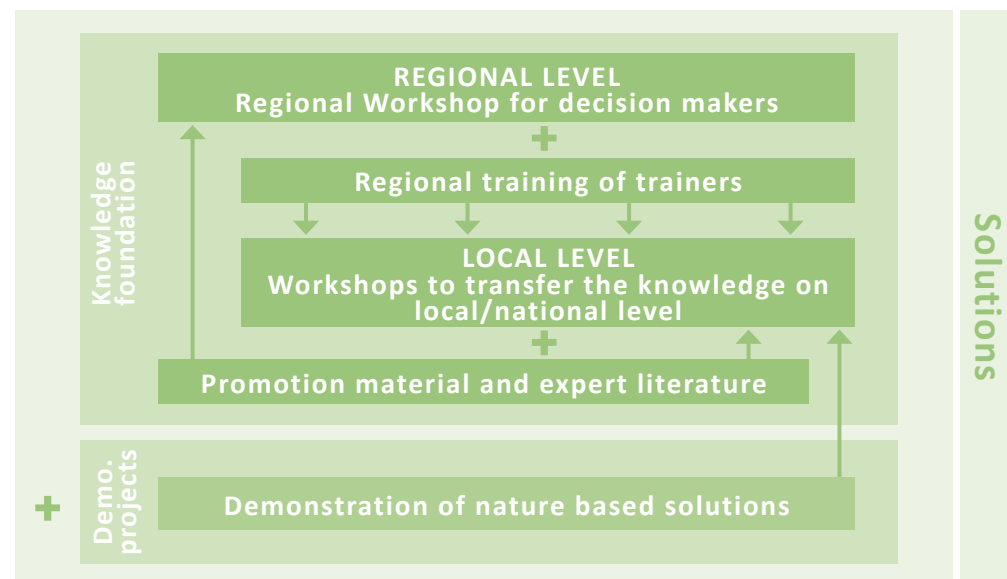 REGIONAL LEVEL
Regional Workshop for decision makers
+
Regional training of trainers
LOCAL LEVEL
Workshops to transfer the knowledge on
local/national level
+
Promotion material and expert literature
Knowledge
foundation
+
Demo.
projects
Demonstration of nature based solutions
Solutions